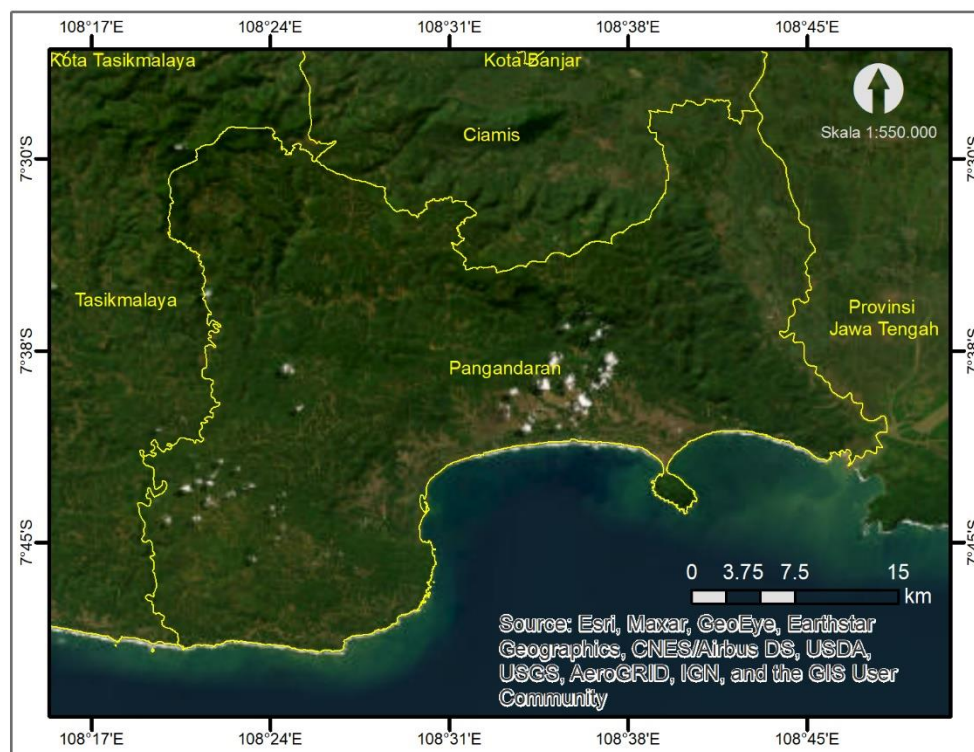 108°17'E 108°24'E 108°31'E 108°38'E 108°45'E
Kota Tasikmalaya
Kota Banjar
Ciamis
Skala 1:550.000
7°30'S
7°30'S
Tasikmalaya
Provinsi
Jawa Tengah
7°38'S
7°38'S
Pangandaran
7°45'S
7°45'S
0 3.75 7.5 15
km
Source: Esri, Maxar, GeoEye, Earthstar
Geographics, CNES/Airbus DS, USDA,
USGS, AeroGRID, IGN, and the GIS User
Community
108°17'E 108°24'E 108°31'E 108°38'E 108°45'E